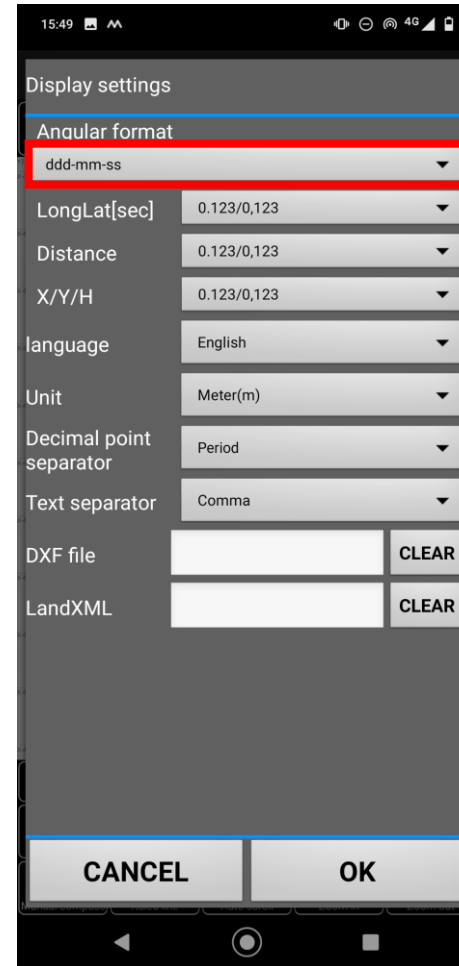 15:49
4G
Display settings
Angular format
ddd-mm-ss
LongLat[sec] 0.123/0,123
Distance 0.123/0,123
X/Y/H 0.123/0,123
language English
Unit Meter(m)
Decimal point
separator
Period
Text separator Comma
DXF file CLEAR
LandXML CLEAR
CANCEL OK